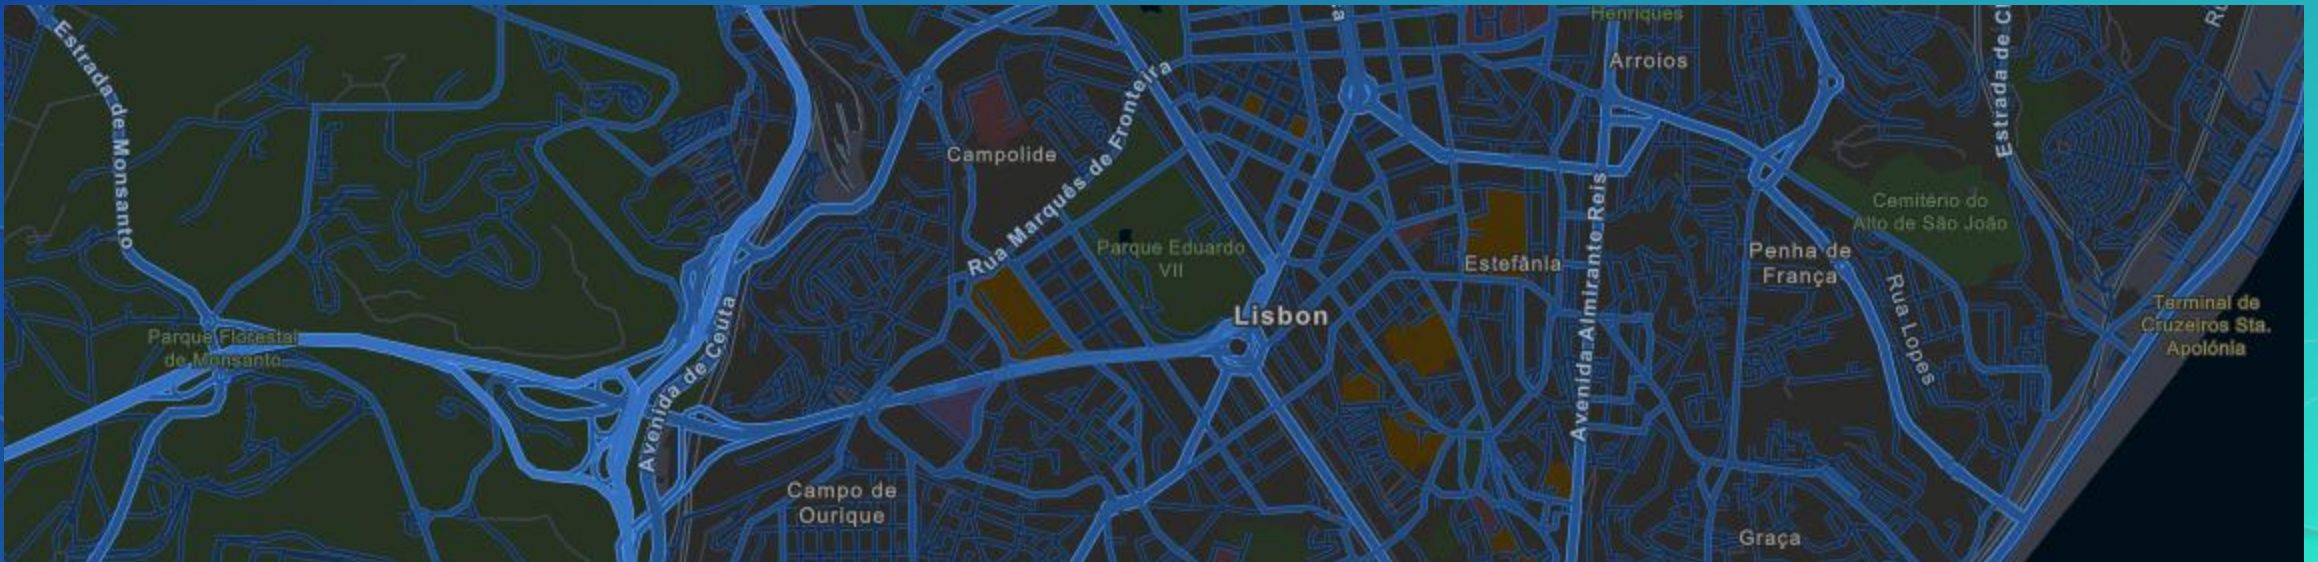 Henriques
Estrada de Monsanto
Arroios
Campolide
Rua Marquês de Fronteira
Cemitério do
Alto de São João
Parque Eduardo
VII
Estefânia
Avenida Almirante Reis
Penha de
França
Rua Lopes
Lisbon
Terminal de
Cruzeiros Sta.
Apolónia
Parque Florestal
de Monsanto
Avenida de Ceuta
Campo de
Ourique
Graça
Estrada de